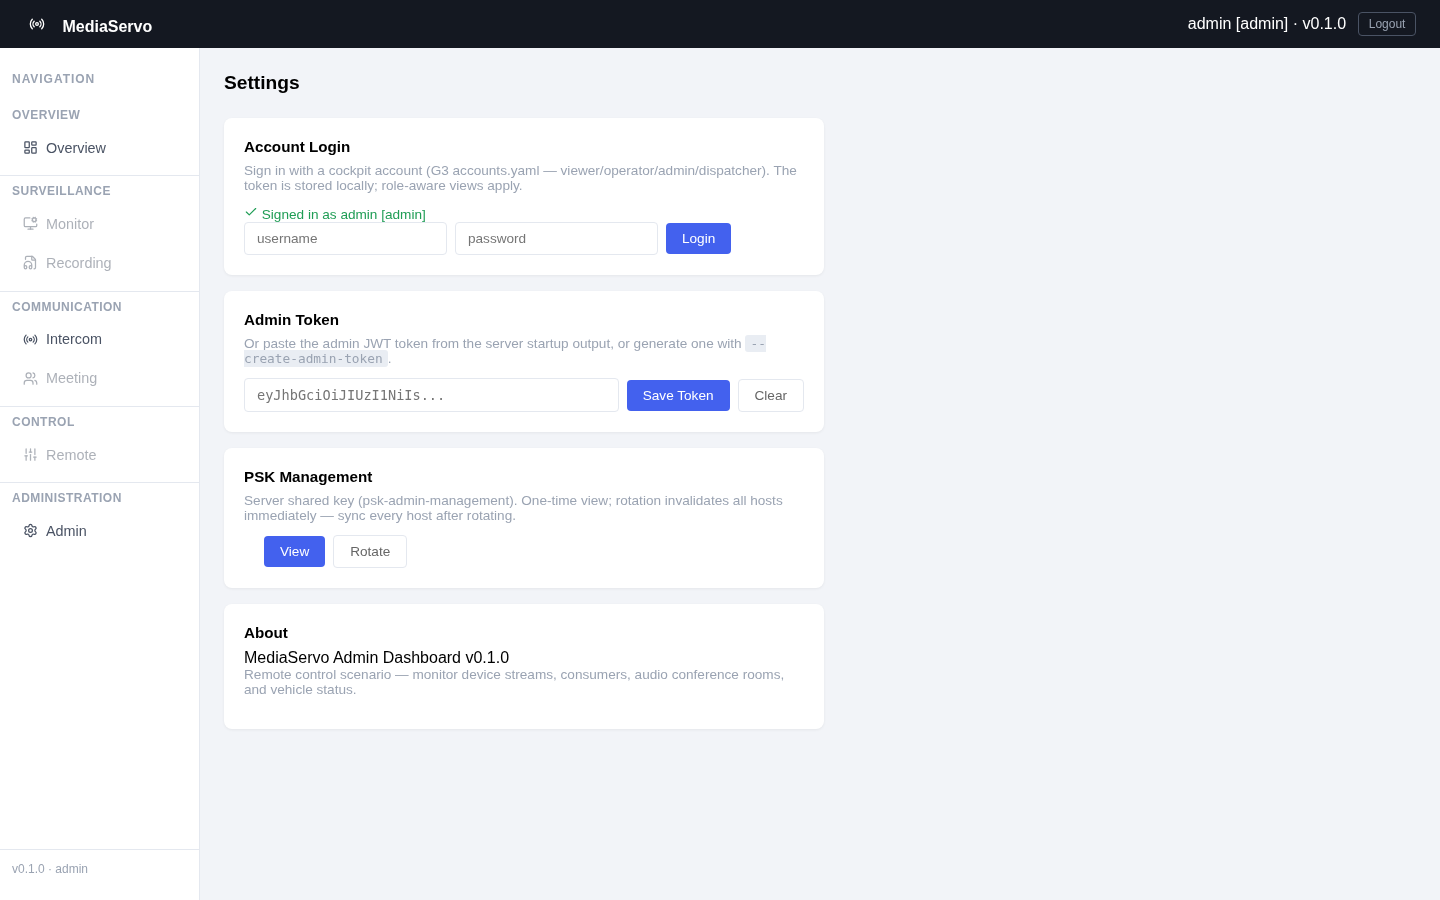 MediaServo
admin [admin] · v0.1.0
Logout
NAVIGATION
OVERVIEW
Overview
SURVEILLANCE
Monitor
Recording
COMMUNICATION
Intercom
Meeting
CONTROL
Remote
ADMINISTRATION
Admin
v0.1.0 · admin
Settings
Account Login
Sign in with a cockpit account (G3 accounts.yaml — viewer/operator/admin/dispatcher). The
token is stored locally; role-aware views apply.
Signed in as admin [admin]
username
password
Login
Admin Token
Or paste the admin JWT token from the server startup output, or generate one with --
create-admin-token.
eyJhbGciOiJIUzI1NiIs...
Save Token
Clear
PSK Management
Server shared key (psk-admin-management). One-time view; rotation invalidates all hosts
immediately — sync every host after rotating.
View
Rotate
About
MediaServo Admin Dashboard v0.1.0
Remote control scenario — monitor device streams, consumers, audio conference rooms,
and vehicle status.